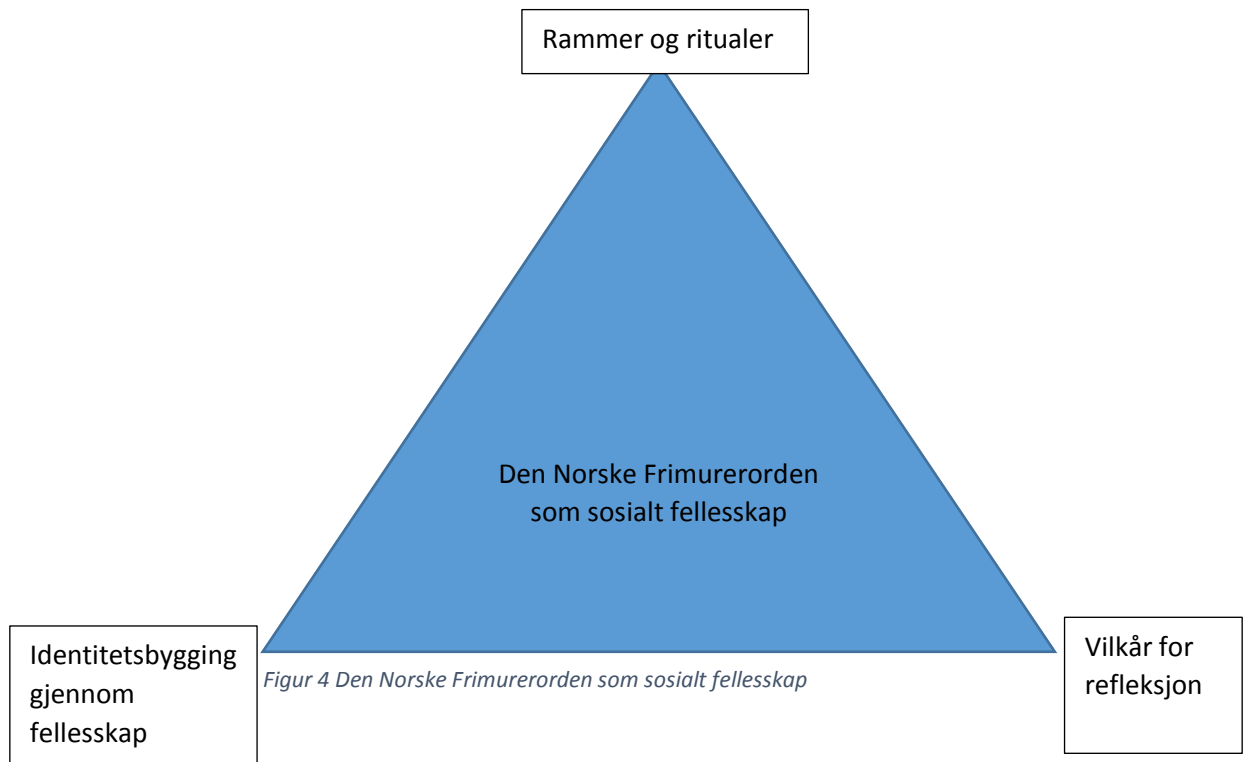 Rammer og ritualer
Den Norske Frimurerorden
som sosialt fellesskap
Identitetsbygging
gjennom
fellesskap
Figur 4 Den Norske Frimurerorden som sosialt fellesskap
Vilkår for
refleksjon